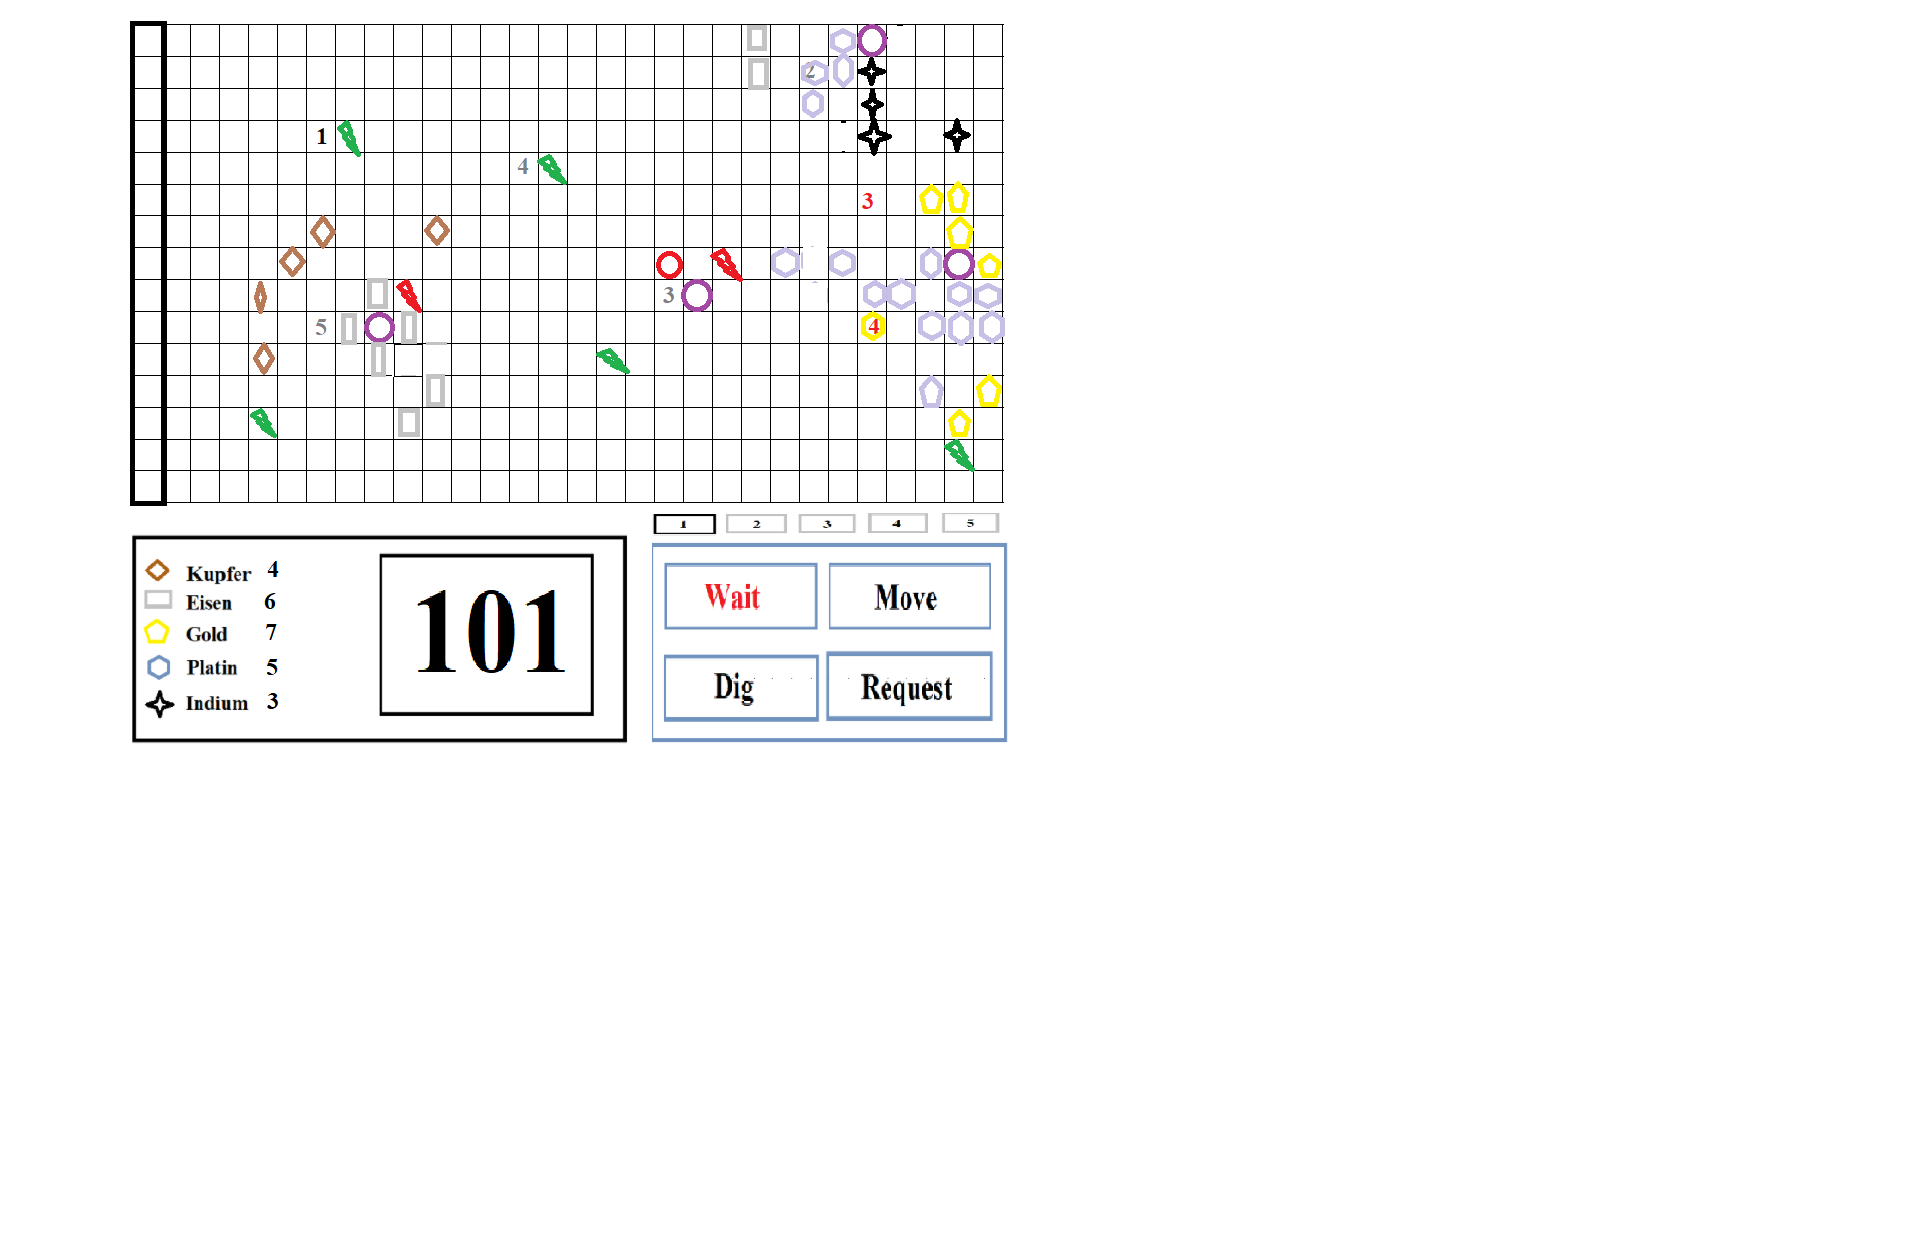 2
1
4
3
3
5
4
1 2 3 4 5
Kupfer 4
Eisen 6
Gold 7
Platin 5
Indium 3
101
Wait
Move
Dig
Request